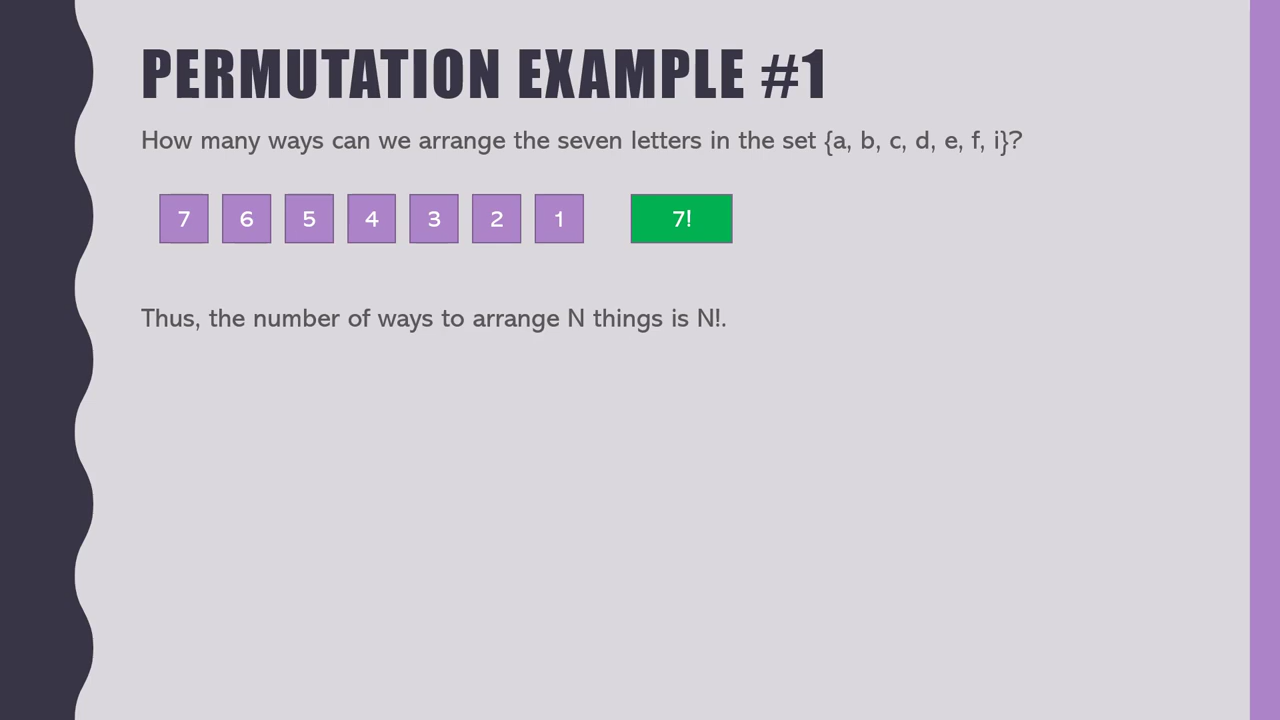 PERMUTATION EXAMPLE #1
How many ways can we arrange the seven letters in the set {a, b, c, d, e, f, i}?
7 6 5 4 3 2 1 7!
Thus, the number of ways to arrange N things is N!.